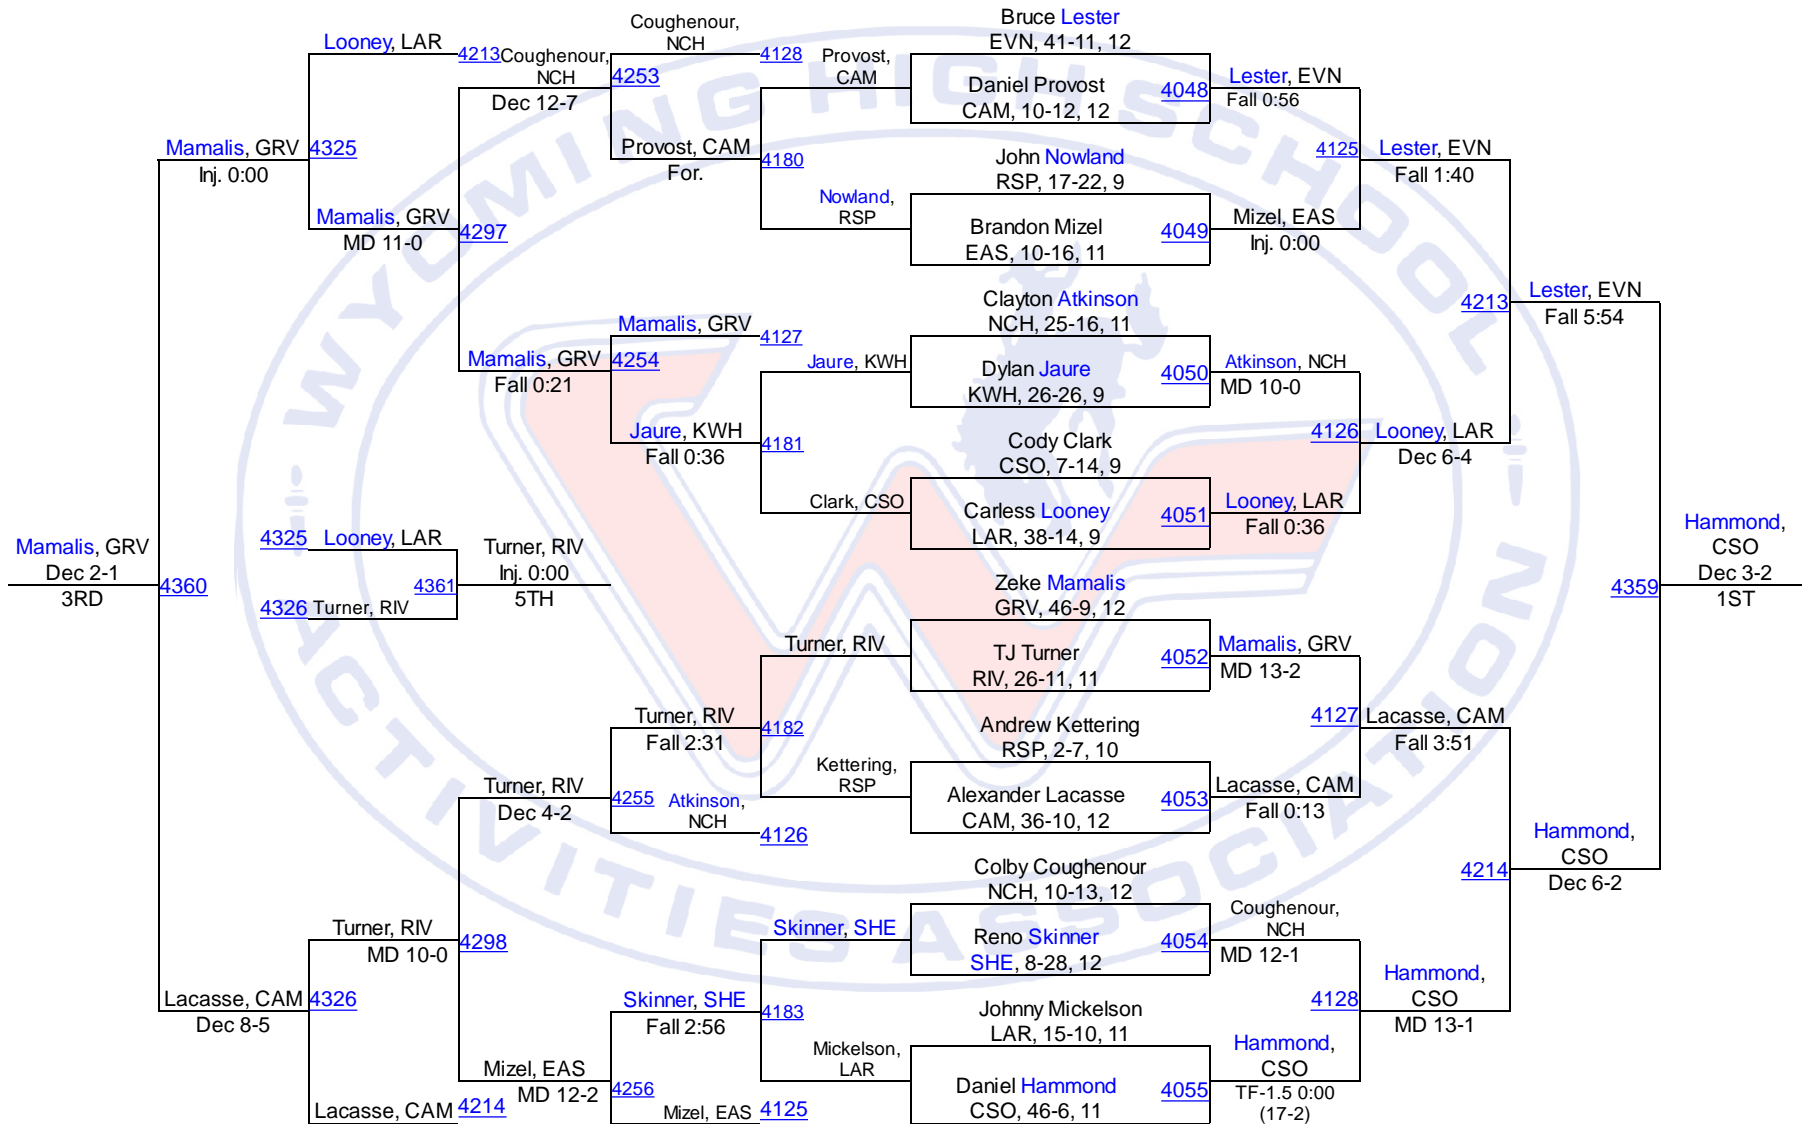 WYOMING HIGH SCHOOL
ACTIVITIES ASSOCIATION
Looney, LAR
4213
Mamalis, GRV
Inj. 0:00
4325
Mamalis, GRV
MD 11-0
4297
Coughenour,
NCH
Dec 12-7
4253
Coughenour,
NCH
4128
Provost, CAM
For.
4180
Provost,
CAM
Nowland,
RSP
Mamalis, GRV
Fall 0:21
4254
Mamalis, GRV
4127
Jaure, KWH
Fall 0:36
4181
Jaure, KWH
Clark, CSO
Bruce Lester
EVN, 41-11, 12
Daniel Provost
CAM, 10-12, 12
4048
Lester, EVN
Fall 0:56
John Nowland
RSP, 17-22, 9
Brandon Mizel
EAS, 10-16, 11
4049
Mizel, EAS
Inj. 0:00
4125
Lester, EVN
Fall 1:40
Clayton Atkinson
NCH, 25-16, 11
Dylan Jaure
KWH, 26-26, 9
4050
Atkinson, NCH
MD 10-0
Cody Clark
CSO, 7-14, 9
Carless Looney
LAR, 38-14, 9
4051
Looney, LAR
Fall 0:36
4126
Looney, LAR
Dec 6-4
4213
Lester, EVN
Fall 5:54
Mamalis, GRV
Dec 2-1
3RD
4360
4325
Looney, LAR
4326
Turner, RIV
4361
Turner, RIV
Inj. 0:00
5TH
4359
Hammond,
CSO
Dec 3-2
1ST
Zeke Mamalis
GRV, 46-9, 12
TJ Turner
RIV, 26-11, 11
4052
Mamalis, GRV
MD 13-2
Andrew Kettering
RSP, 2-7, 10
Alexander Lacasse
CAM, 36-10, 12
4053
Lacasse, CAM
Fall 0:13
4127
Lacasse, CAM
Fall 3:51
Colby Coughenour
NCH, 10-13, 12
Reno Skinner
SHE, 8-28, 12
4054
Coughenour,
NCH
MD 12-1
Johnny Mickelson
LAR, 15-10, 11
Daniel Hammond
CSO, 46-6, 11
4055
Hammond,
CSO
TF-1.5 0:00
(17-2)
4128
Hammond,
CSO
MD 13-1
4214
Hammond,
CSO
Dec 6-2
Turner, RIV
Kettering,
RSP
4182
Turner, RIV
Fall 2:31
Atkinson,
NCH
4126
4255
Turner, RIV
Dec 4-2
Skinner, SHE
Mickelson,
LAR
4183
Skinner, SHE
Fall 2:56
Mizel, EAS
4125
4256
Mizel, EAS
MD 12-2
4298
Turner, RIV
MD 10-0
4326
Lacasse, CAM
Dec 8-5
Lacasse, CAM
4214